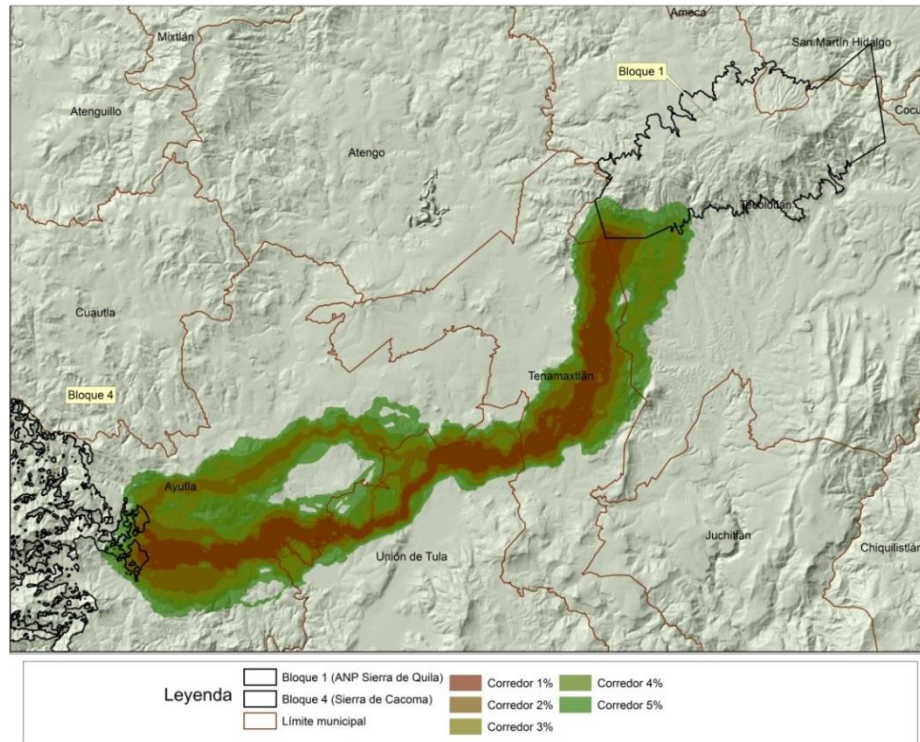 Ameca
Mixtlán
San Martín Hidalgo
Bloque 1
Atenguillo
Cocu
Atengo
Tecolotlán
Cuautla
Tenamaxtlán
Bloque 4
Ayutla
Juchitlán
Unión de Tula
Chiquilistlán
Leyenda
Bloque 1 (ANP Sierra de Quila)
Bloque 4 (Sierra de Cacoma)
Límite municipal
Corredor 1%
Corredor 2%
Corredor 3%
Corredor 4%
Corredor 5%